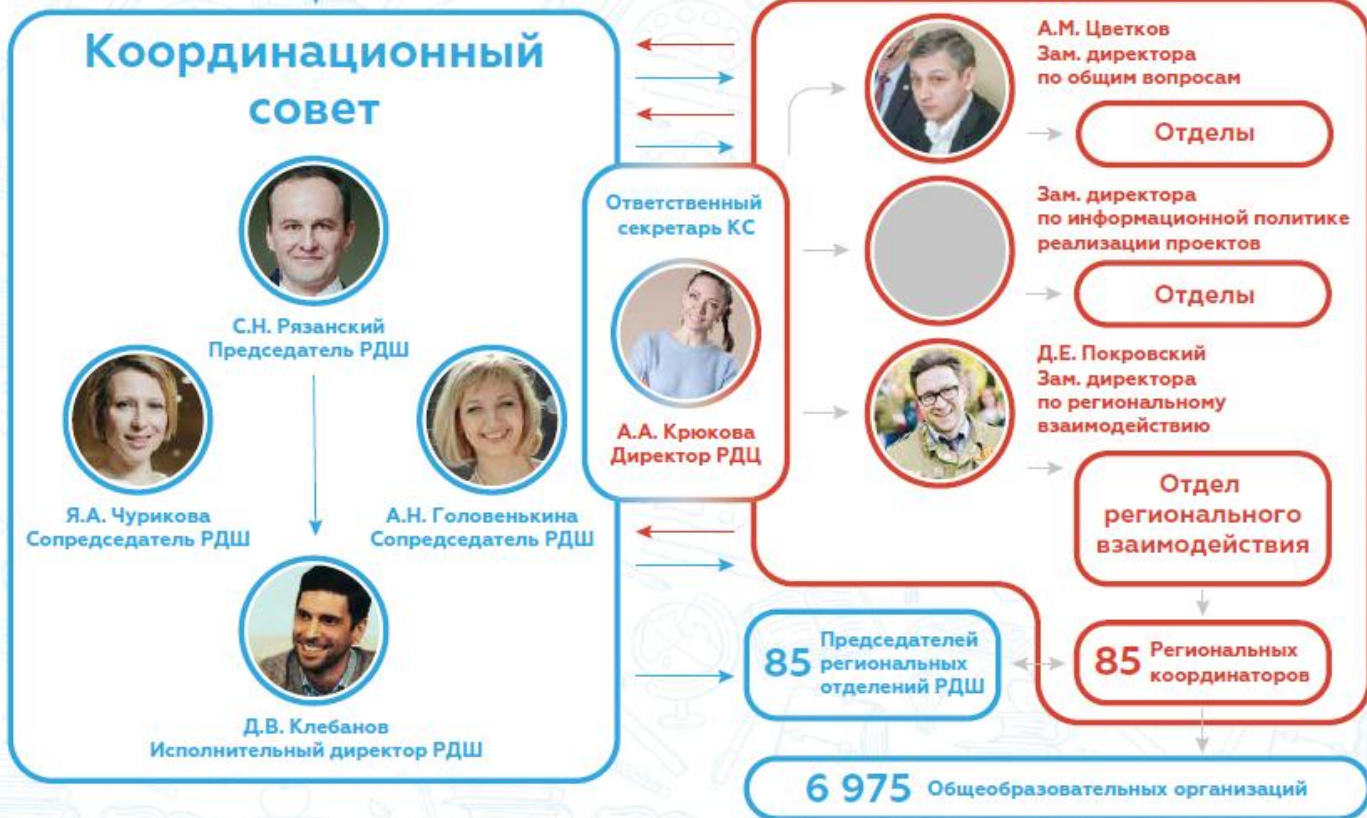 Координационный
совет
С.Н. Рязанский
Председатель РДШ
Я.А. Чурикова
Сопредседатель РДШ
А.Н. Головенькина
Сопредседатель РДШ
Д.В. Клебанов
Исполнительный директор РДШ
Ответственный
секретарь КС
А.А. Крюкова
Директор РДЦ
А.М. Цветков
Зам. директора
по общим вопросам
Отделы
Зам. директора
по информационной политике
реализации проектов
Отделы
Д.Е. Покровский
Зам. директора
по региональному
взаимодействию
Отдел
регионального
взаимодействия
85 Председателей
региональных
отделений РДШ
85 Региональных
координаторов
6 975 Общеобразовательных организаций